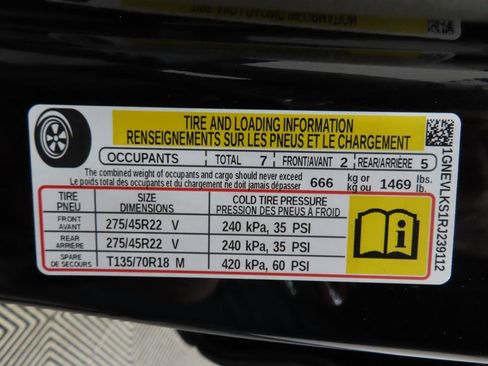 TIRE AND LOADING INFORMATION
RENSEIGNEMENTS SUR LES PNEUS ET LE CHARGEMENT
OCCUPANTS TOTAL 7 FRONT/AVANT 2 REAR/ARRIÈRE 5
The combined weight of occupants and cargo should never exceed
Le poids total des occupants et du chargement ne doit jamais dépasser 666 kg or kg ou 1469 lbs. lb.
TIRE PNEU SIZE DIMENSIONS COLD TIRE PRESSURE PRESSION DES PNEUS À FROID
FRONT AVANT 275/45R22 V 240 kPa, 35 PSI
REAR ARRIÈRE 275/45R22 V 240 kPa, 35 PSI
SPARE DE SECOURS T135/70R18 M 420 kPa, 60 PSI
1GNEVLKS1RJ239112